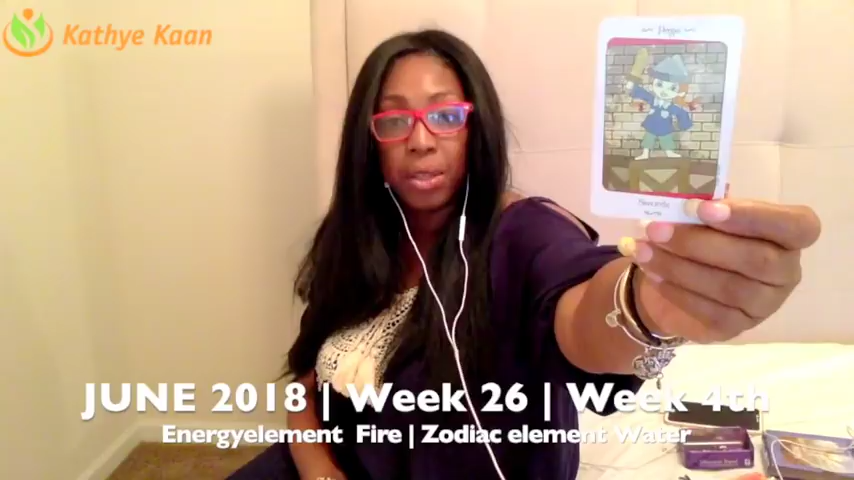 Kathye Kaan
JUNE 2018 | Week 26 | Week 4th
Energyelement Fire | Zodiac element Water